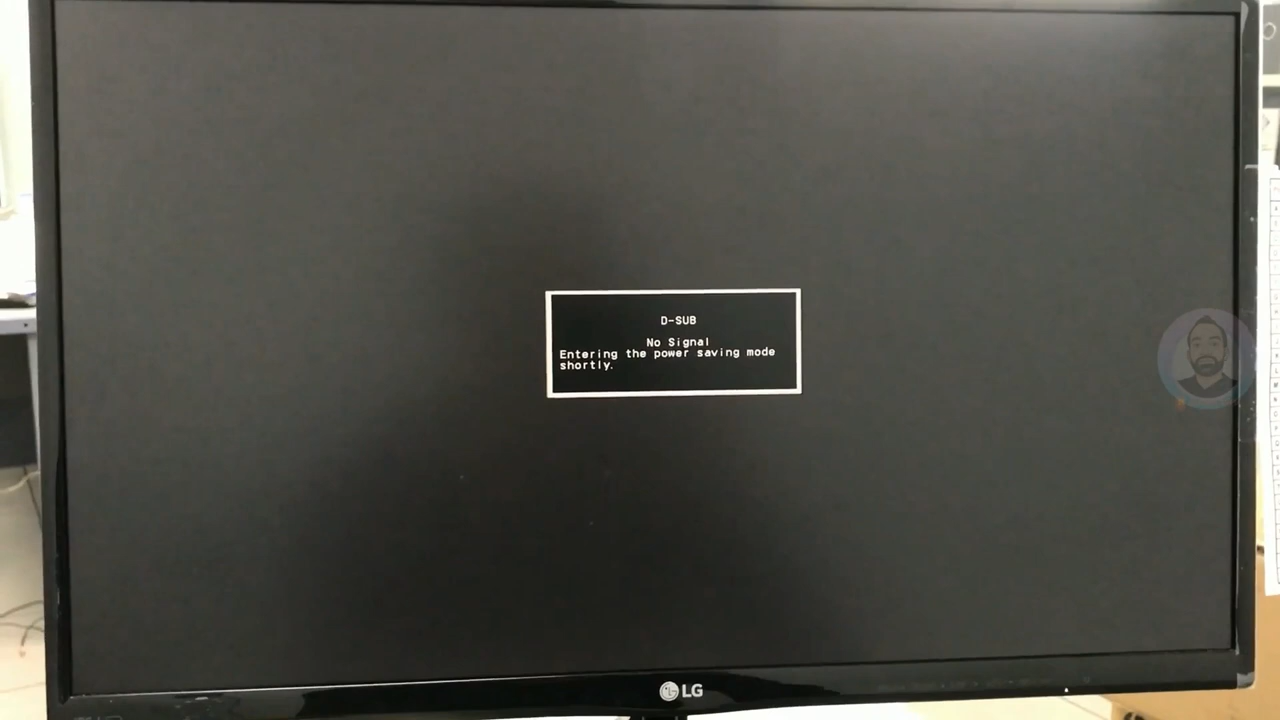 D-SUB
No Signal
Entering the power saving mode
shortly.
LG